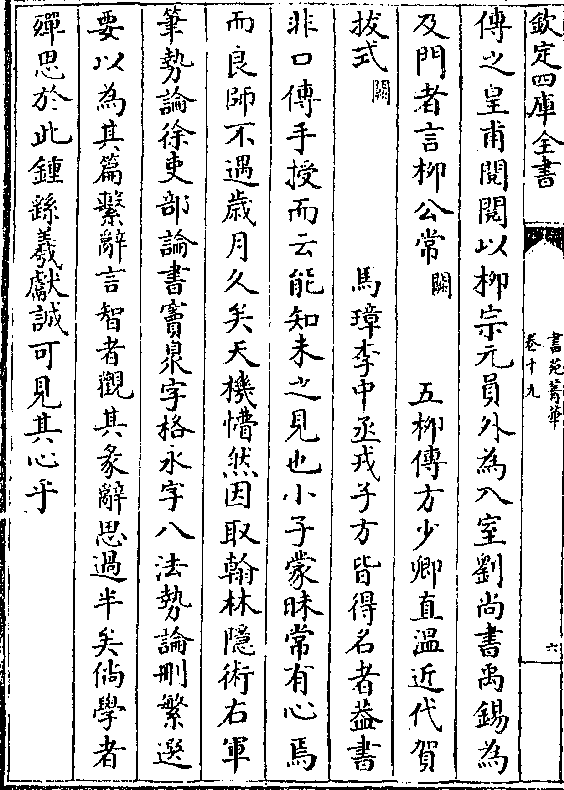 欽定四庫全書
書苑菁華
卷十九
六
傳之皇甫閱閱以柳宗元員外為入室劉尚書禹錫為
及門者言柳公常闕 五柳傳方少卿直溫近代賀
拔式闕 馬璋李中丞戎子方皆得名者葢書
非口傳手授而云能知未之見也小子蒙昧常有心焉
而良師不遇歲月久矣天機懵然因取翰林隱術右軍
筆勢論徐吏部論書竇泉字格永字八法勢論刪繁選
要以為其篇繫辭言智者觀其彖辭思過半矣倘學者
殫思於此鍾繇羲獻誠可見其心乎